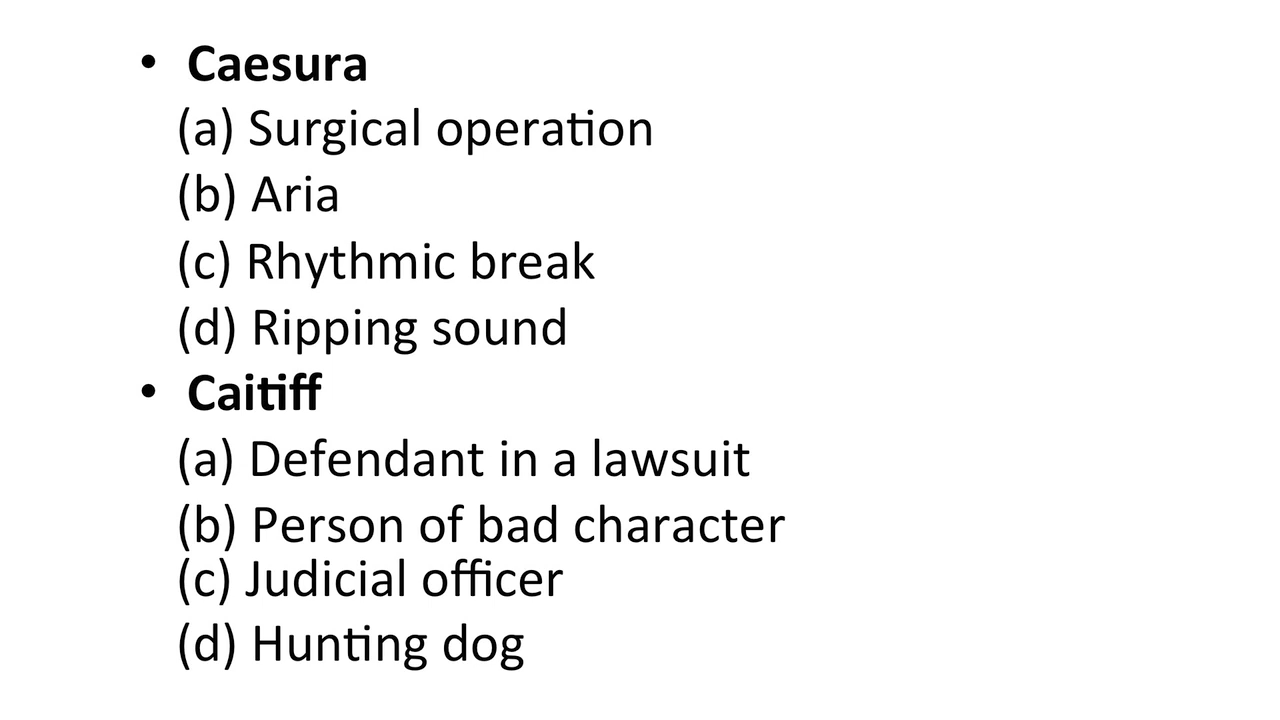 • Caesura
(a) Surgical operation
(b) Aria
(c) Rhythmic break
(d) Ripping sound
• Caitiff
(a) Defendant in a lawsuit
(b) Person of bad character
(c) Judicial officer
(d) Hunting dog